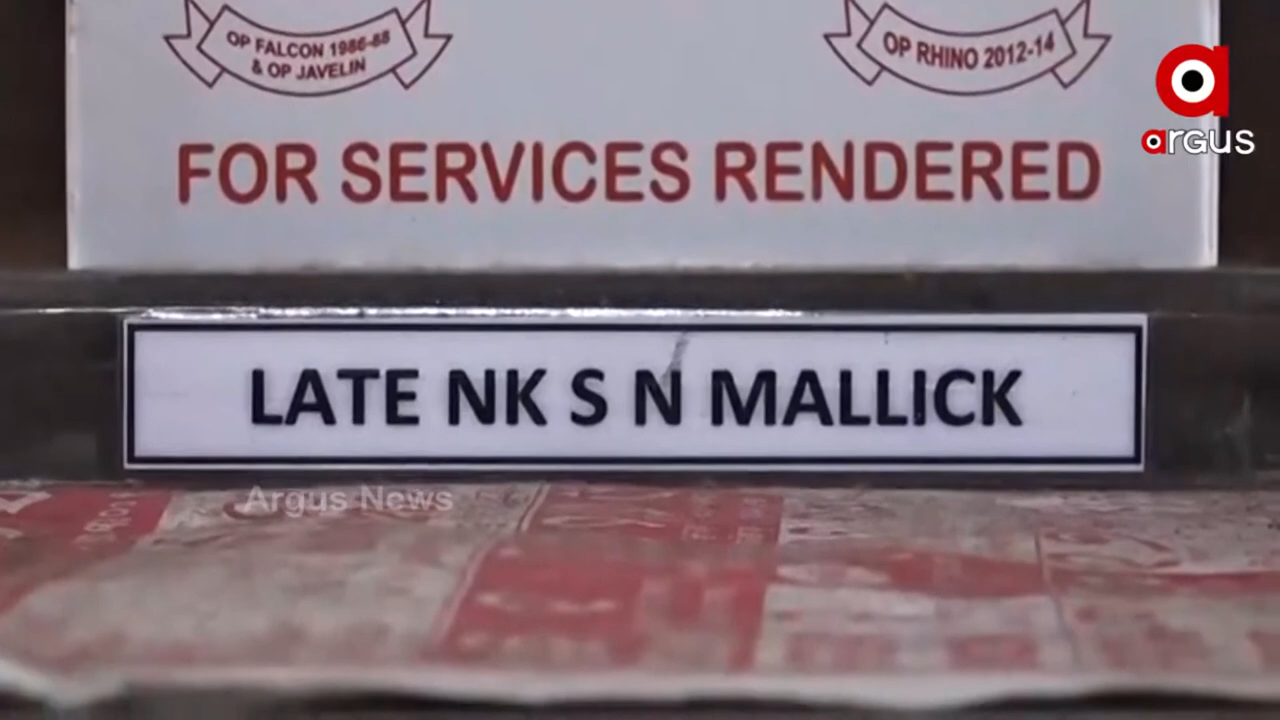 OP FALCON 1986-88
& OP JAVELIN
OP RHINO 2012-14
argus
FOR SERVICES RENDERED
LATE NK S N MALLICK
Argus News